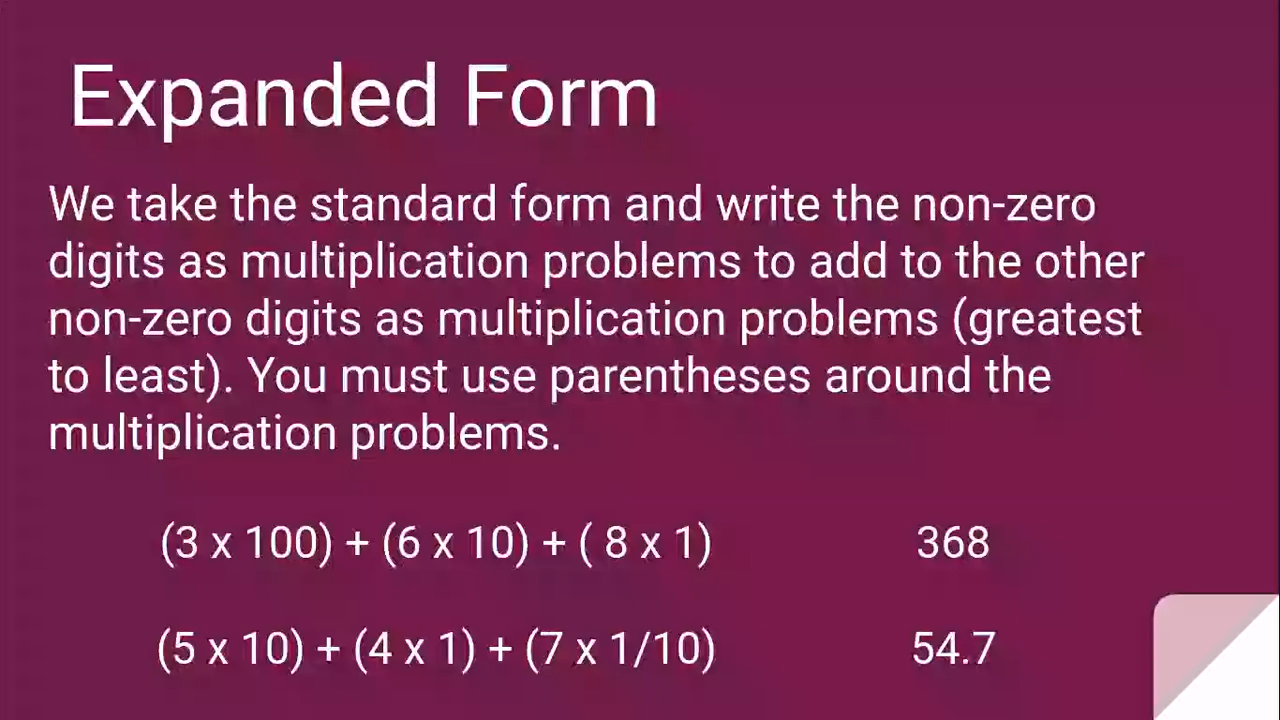 Expanded Form
We take the standard form and write the non-zero
digits as multiplication problems to add to the other
non-zero digits as multiplication problems (greatest
to least). You must use parentheses around the
multiplication problems.
(3 x 100) + (6 x 10) + ( 8 x 1) 368
(5 x 10) + (4 x 1) + (7 x 1/10) 54.7